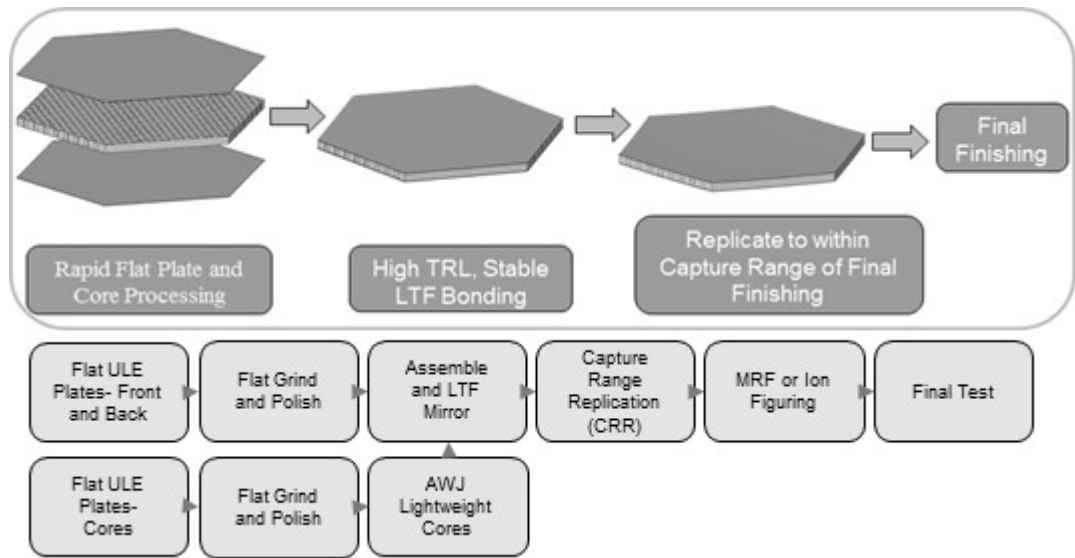 Final
Finishing
Rapid Flat Plate and
Core Processing
High TRL, Stable
LTF Bonding
Replicate to within
Capture Range of Final
Finishing
Flat ULE
Plates- Front
and Back
Flat Grind
and Polish
Assemble
and LTF
Mirror
Capture
Range
Replication
(CRR)
MRF or Ion
Figuring
Final Test
Flat ULE
Plates-
Cores
Flat Grind
and Polish
AWJ
Lightweight
Cores